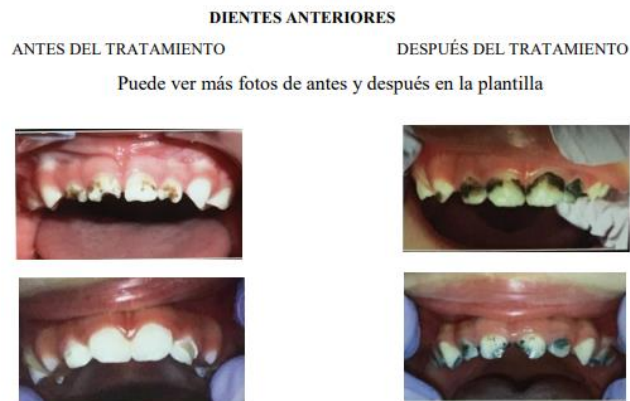 DIENTES ANTERIORES
ANTES DEL TRATAMIENTO DESPUÉS DEL TRATAMIENTO
Puede ver más fotos de antes y después en la plantilla